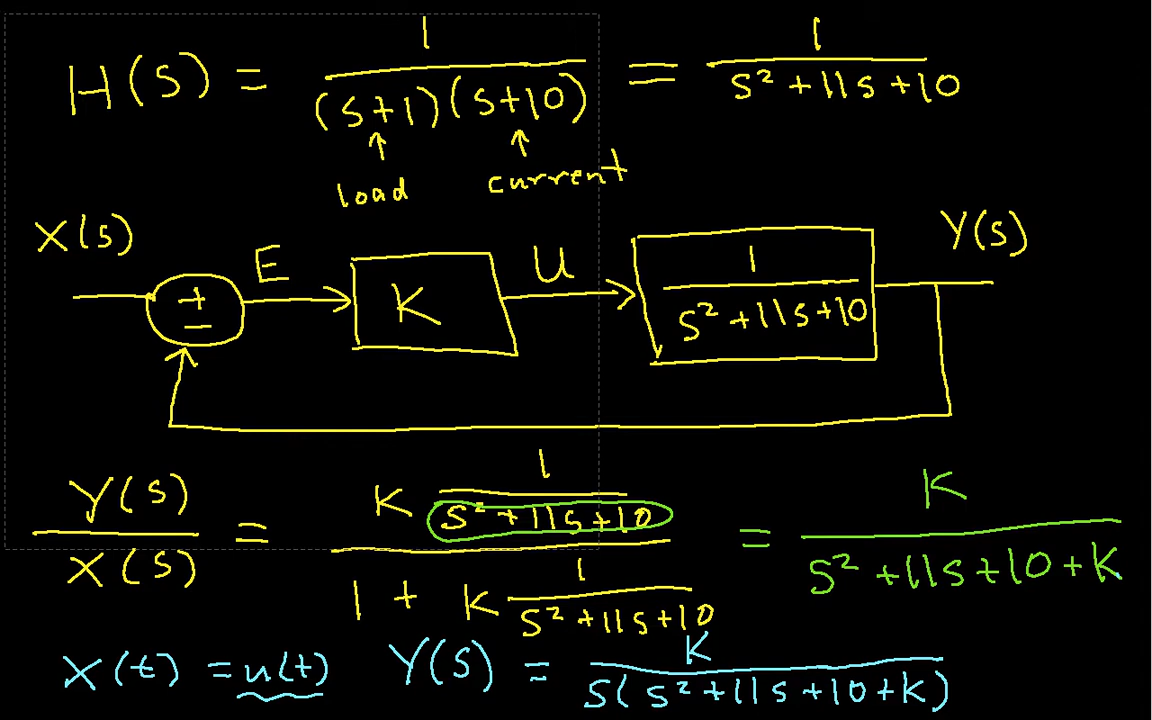 H(s) = 1 / (s+1)(s+10) = 1 / s² + 11s + 10
↑ load ↑ current
X(s) + − E K U 1 / s² + 11s + 10 Y(s)
Y(s) / X(s) = K 1 / s² + 11s + 10 / 1 + K 1 / s² + 11s + 10 = K / s² + 11s + 10 + K
x(t) = u(t) Y(s) = K / s(s² + 11s + 10 + K)